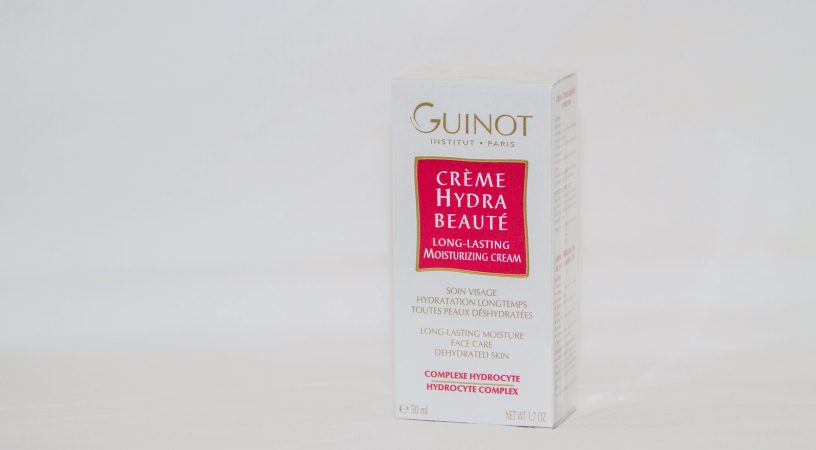 GUINOT
INSTITUT • PARIS
CRÈME
HYDRA
BEAUTÉ
LONG-LASTING
MOISTURIZING CREAM
SOIN VISAGE
HYDRATATION LONGTEMPS
TOUTES PEAUX DÉSHYDRATÉES
LONG-LASTING MOISTURE
FACE CARE
DEHYDRATED SKIN
COMPLEXE HYDROCYTE
HYDROCYTE COMPLEX
℮ 50 ml NET WT 1.7 OZ